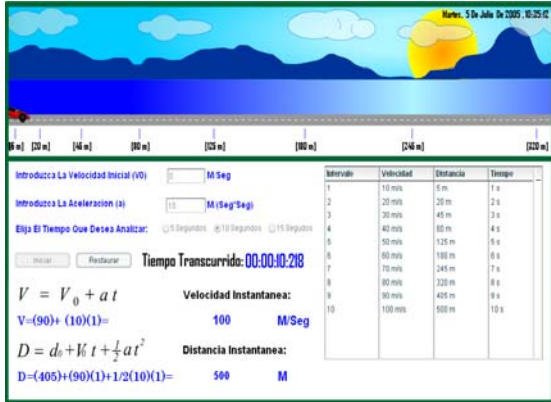 Martes, 5 De Julio De 2005, 10:25:12
[20 m] [45 m] [80 m] [125 m] [180 m] [245 m] [320 m]
Introduzca La Velocidad Inicial (V0) M/Seg
Introduzca La Aceleracion (a) M (Seg*Seg)
Elija El Tiempo Que Desea Analizar: 5 Segundos 10 Segundos 15 Segudos
Iniciar Restaurar Tiempo Transcurrido: 00:00:10:218
V = V0 + a t Velocidad Instantanea:
V=(90)+ (10)(1)= 100 M/Seg
D = d0 + V0 t + 1/2 a t² Distancia Instantanea:
D=(405)+(90)(1)+1/2(10)(1)= 500 M
Intervalo Velocidad Distancia Tiempo
1 10 m/s 5 m 1 s
2 20 m/s 20 m 2 s
3 30 m/s 45 m 3 s
4 40 m/s 80 m 4 s
5 50 m/s 125 m 5 s
6 60 m/s 180 m 6 s
7 70 m/s 245 m 7 s
8 80 m/s 320 m 8 s
9 90 m/s 405 m 9 s
10 100 m/s 500 m 10 s